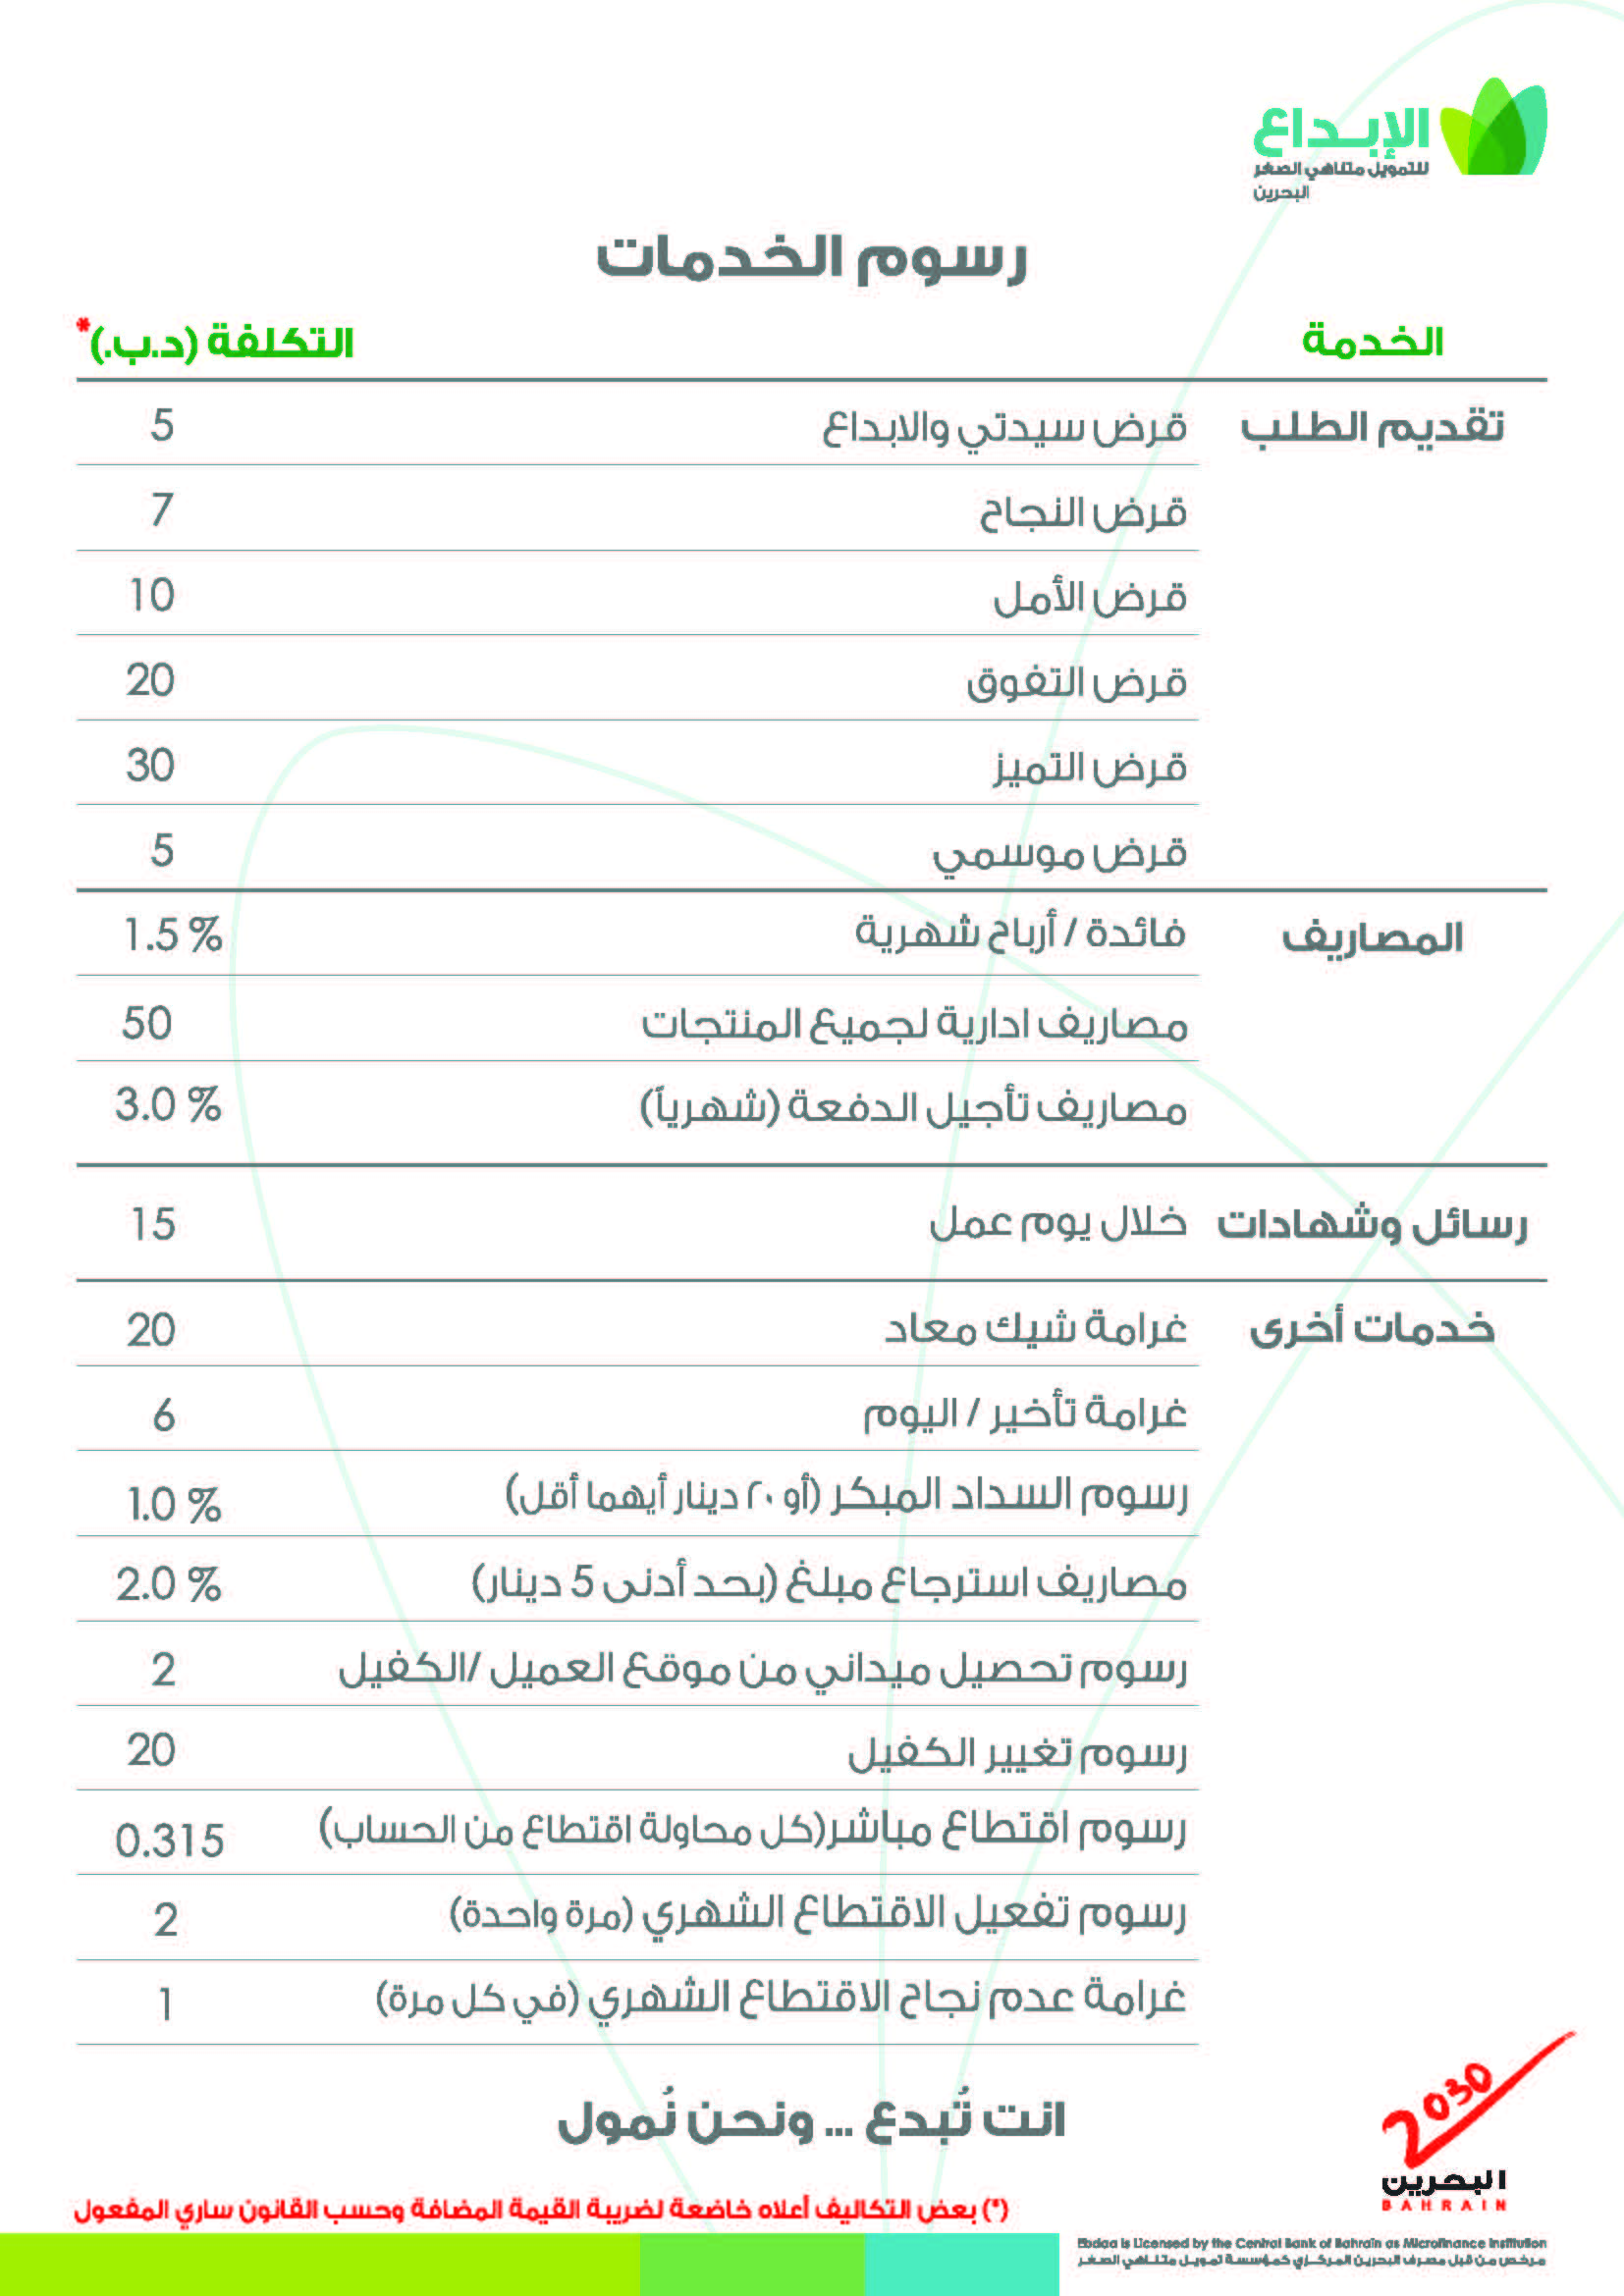 الإبداع
للتمويل متناهي الصغر
البحرين
رسوم الخدمات
الخدمة التكلفة (د.ب.)*
تقديم الطلب قرض سيدتي والابداع 5
قرض النجاح 7
قرض الأمل 10
قرض التفوق 20
قرض التميز 30
قرض موسمي 5
المصاريف فائدة / أرباح شهرية 1.5 %
مصاريف ادارية لجميع المنتجات 50
مصاريف تأجيل الدفعة (شهرياً) 3.0 %
رسائل وشهادات خلال يوم عمل 15
خدمات أخرى غرامة شيك معاد 20
غرامة تأخير / اليوم 6
رسوم السداد المبكر (أو ٢٠ دينار أيهما أقل) 1.0 %
مصاريف استرجاع مبلغ (بحد أدنى 5 دينار) 2.0 %
رسوم تحصيل ميداني من موقع العميل /الكفيل 2
رسوم تغيير الكفيل 20
رسوم اقتطاع مباشر(كل محاولة اقتطاع من الحساب) 0.315
رسوم تفعيل الاقتطاع الشهري (مرة واحدة) 2
غرامة عدم نجاح الاقتطاع الشهري (في كل مرة) 1
انت تُبدع ... ونحن نُمول
2030
البحرين
BAHRAIN
(*) بعض التكاليف أعلاه خاضعة لضريبة القيمة المضافة وحسب القانون ساري المفعول
Ebdaa is Licensed by the Central Bank of Bahrain as Microfinance Institution
مرخص من قبل مصرف البحرين المركزي كمؤسسة تمويل متناهي الصغر